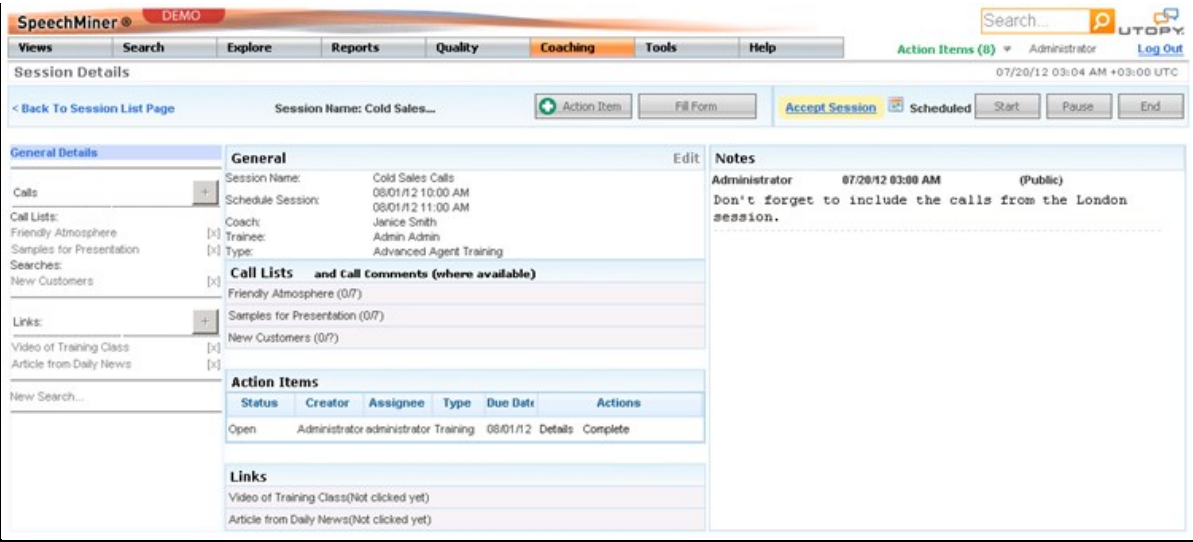 SpeechMiner ® DEMO
Search...
UTOPY.
Views Search Explore Reports Quality Coaching Tools Help
Action Items (8) Administrator Log Out
Session Details
07/20/12 03:04 AM +03:00 UTC
< Back To Session List Page
Session Name: Cold Sales...
Action Item Fill Form
Accept Session Scheduled Start Pause End
General Details
Calls +
Call Lists:
Friendly Atmosphere [x]
Samples for Presentation [x]
Searches:
New Customers [x]
Links: +
Video of Training Class [x]
Article from Daily News [x]
New Search...
General Edit
Session Name: Cold Sales Calls
Schedule Session: 08/01/12 10:00 AM
08/01/12 11:00 AM
Coach: Janice Smith
Trainee: Admin Admin
Type: Advanced Agent Training
Call Lists and Call Comments (where available)
Friendly Atmosphere (0/7)
Samples for Presentation (0/7)
New Customers (0/?)
Action Items
Status Creator Assignee Type Due Date Actions
Open Administrator administrator Training 08/01/12 Details Complete
Links
Video of Training Class(Not clicked yet)
Article from Daily News(Not clicked yet)
Notes
Administrator 07/20/12 03:00 AM (Public)
Don't forget to include the calls from the London
session.